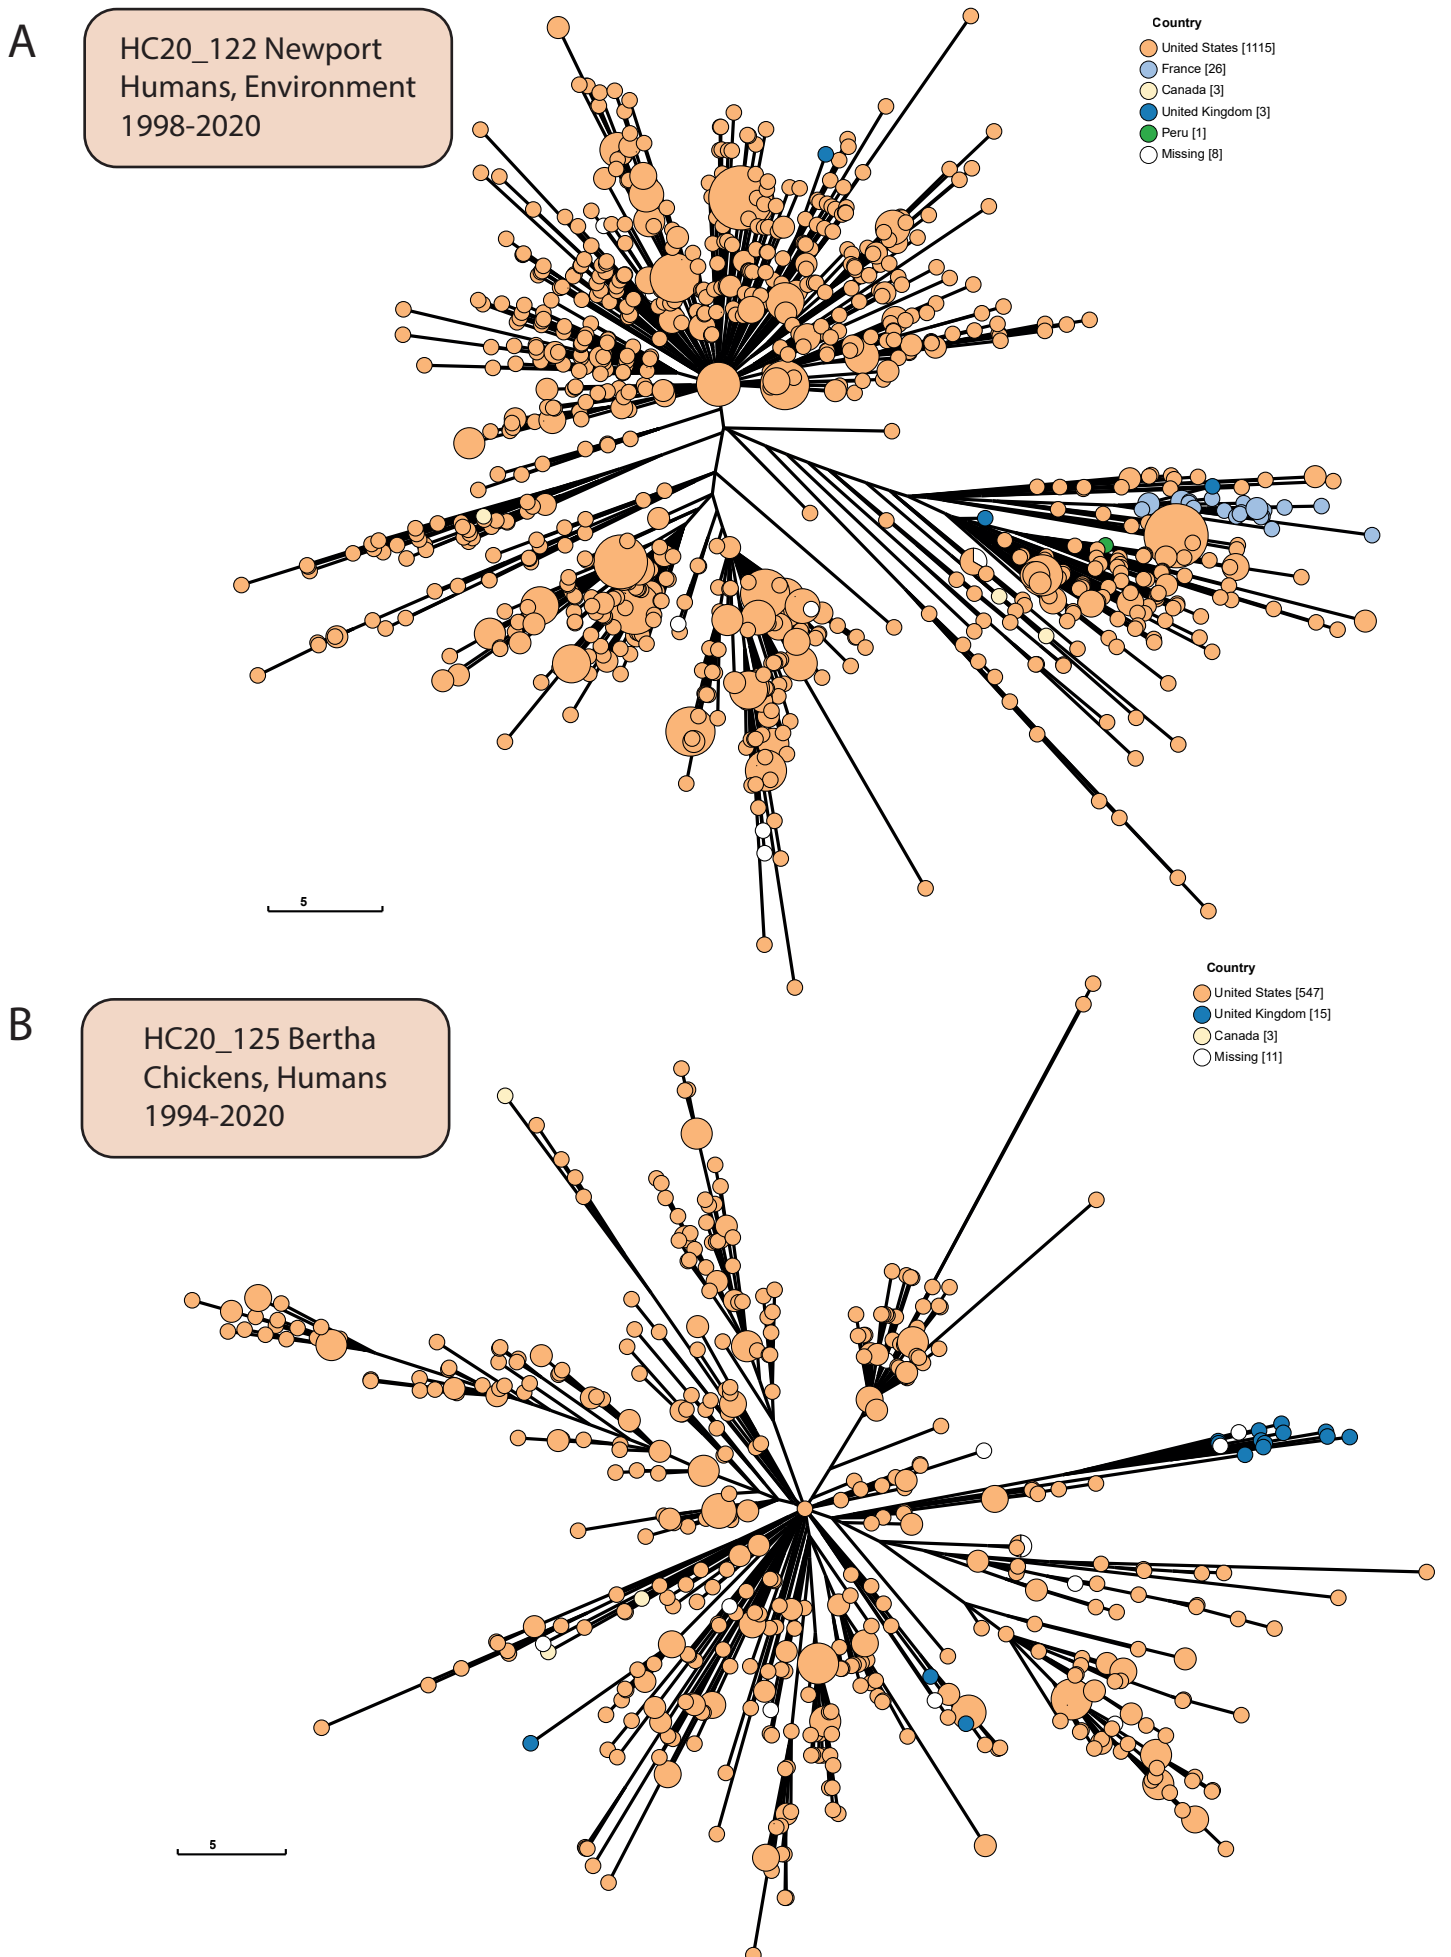 A
HC20_122 Newport
Humans, Environment
1998-2020
Country
United States [1115]
France [26]
Canada [3]
United Kingdom [3]
Peru [1]
Missing [8]
5
B
HC20_125 Bertha
Chickens, Humans
1994-2020
Country
United States [547]
United Kingdom [15]
Canada [3]
Missing [11]
5